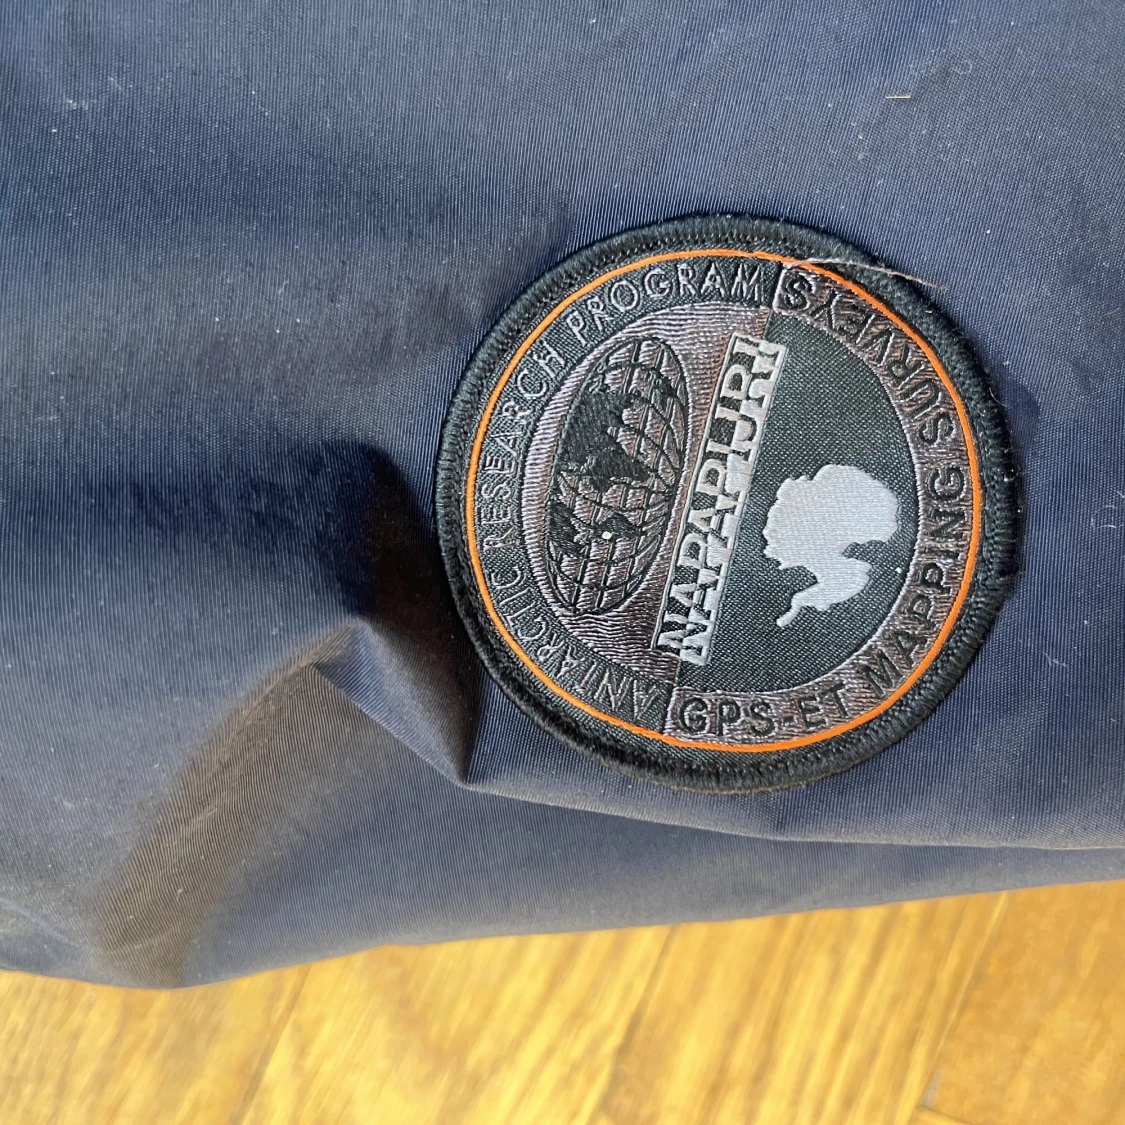 ANTARCTIC RESEARCH PROGRAM
NAPAPIJRI
GPS-ET MAPPING SURVEYS